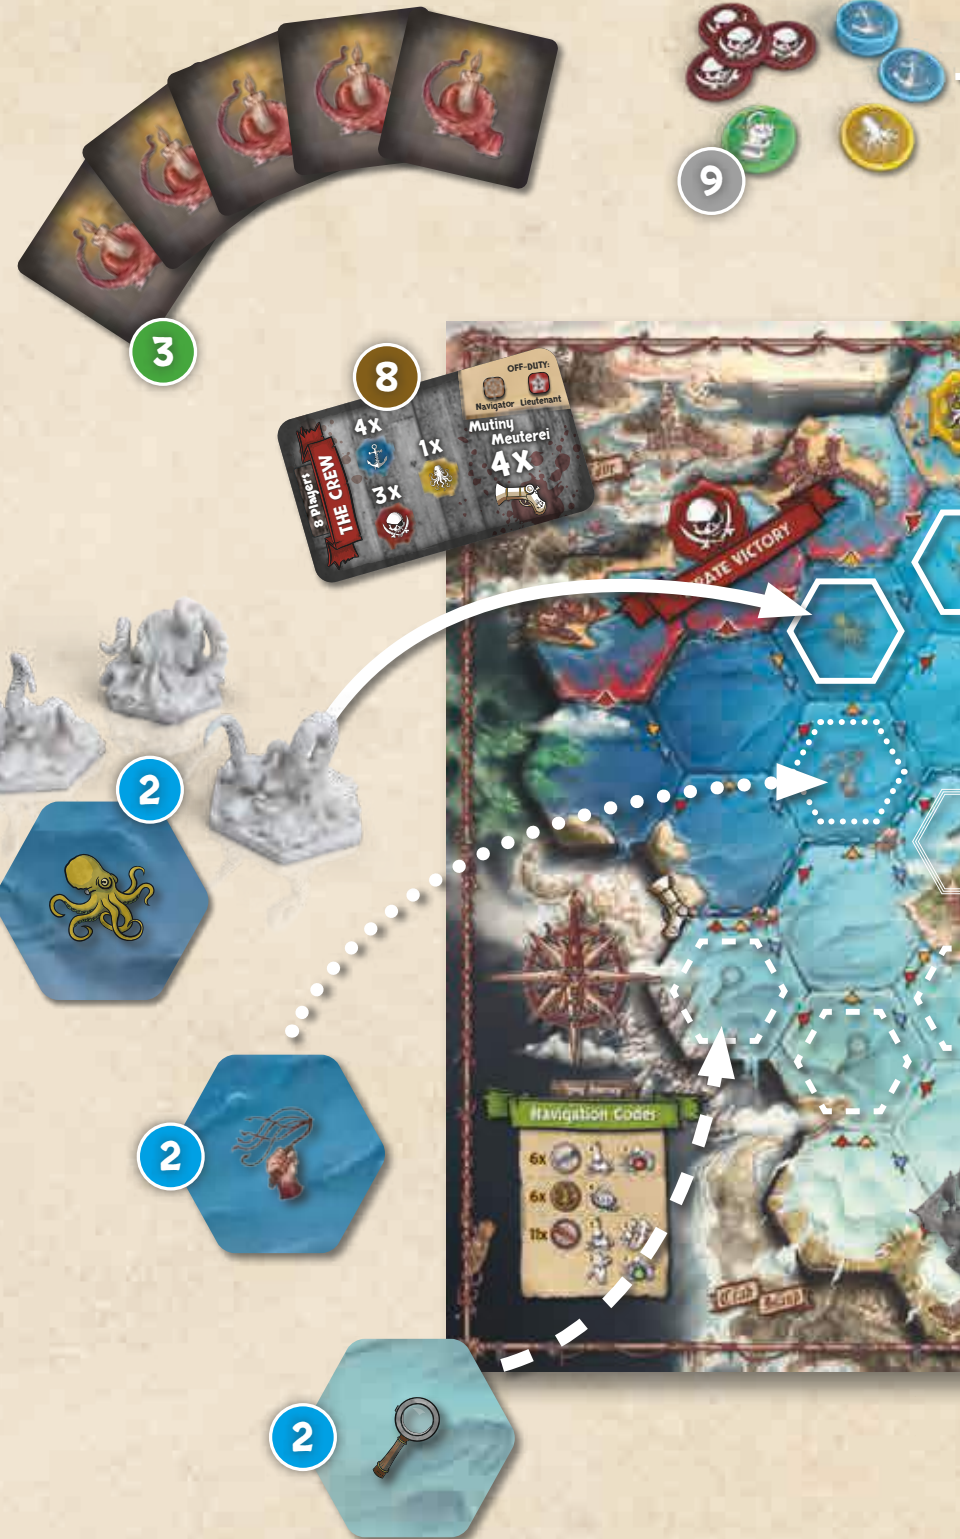 9
3
8
OFF-DUTY:
Navigator Lieutenant
8 Players
THE CREW
4X
1X
3X
Mutiny
Meuterei
4X
RATE VICTORY
2
2
Navigation Codes
6x
6x
11x
2